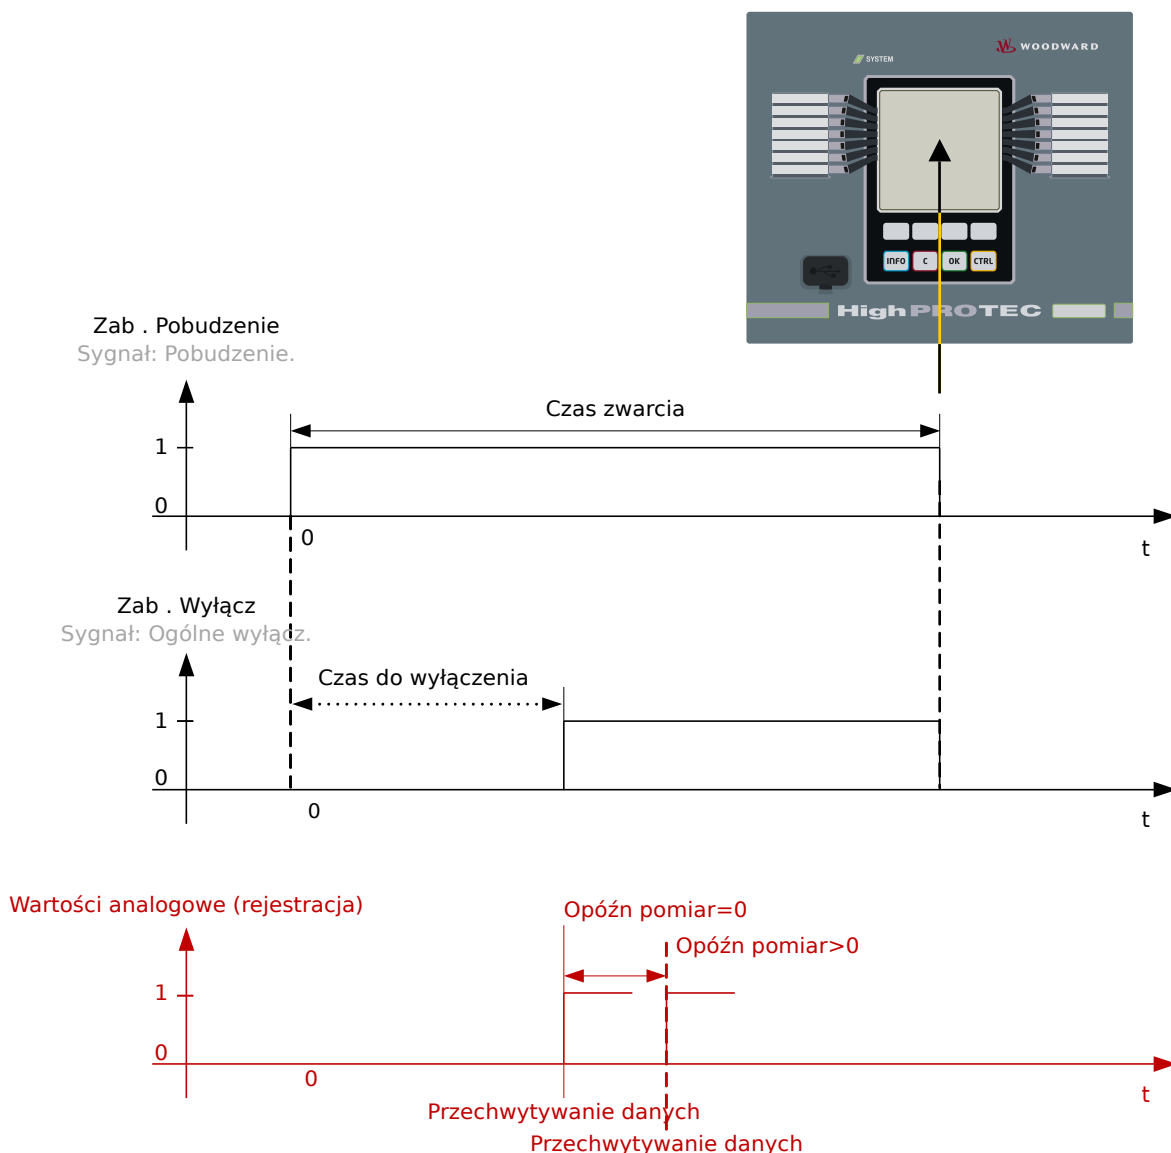 WOODWARD
SYSTEM
INFO C OK CTRL
HighPROTEC
Zab . Pobudzenie
Sygnał: Pobudzenie.
Czas zwarcia
1
0
0
t
Zab . Wyłącz
Sygnał: Ogólne wyłącz.
Czas do wyłączenia
1
0
0
t
Wartości analogowe (rejestracja)
Opóźn pomiar=0
Opóźn pomiar>0
1
0
0
t
Przechwytywanie danych
Przechwytywanie danych